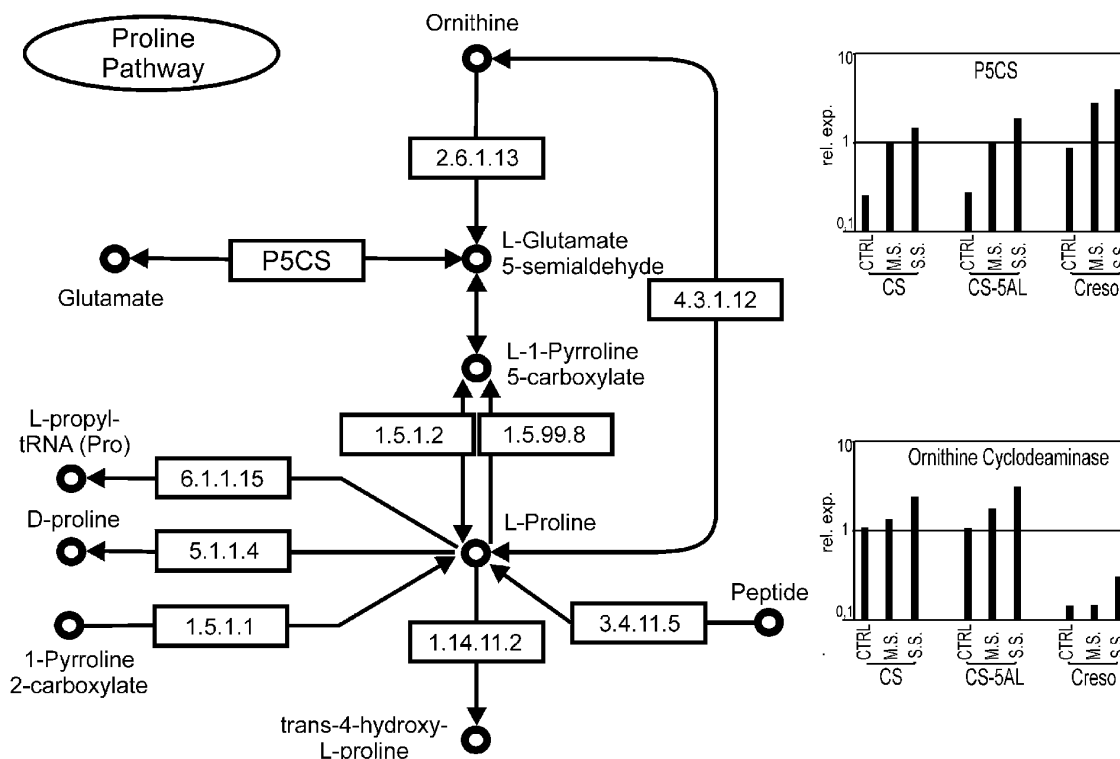 Proline
Pathway
Ornithine
2.6.1.13
L-Glutamate
5-semialdehyde
P5CS
Glutamate
4.3.1.12
L-1-Pyrroline
5-carboxylate
1.5.1.2
1.5.99.8
L-propyl-
tRNA (Pro)
6.1.1.15
D-proline
5.1.1.4
L-Proline
1.5.1.1
1-Pyrroline
2-carboxylate
1.14.11.2
3.4.11.5
Peptide
trans-4-hydroxy-
L-proline
P5CS
rel. exp.
10
1
0,1
CTRL
M.S.
S.S.
CTRL
M.S.
S.S.
CTRL
M.S.
S.S.
CS
CS-5AL
Creso
Ornithine Cyclodeaminase
rel. exp.
10
1
0,1
CTRL
M.S.
S.S.
CTRL
M.S.
S.S.
CTRL
M.S.
S.S.
CS
CS-5AL
Creso